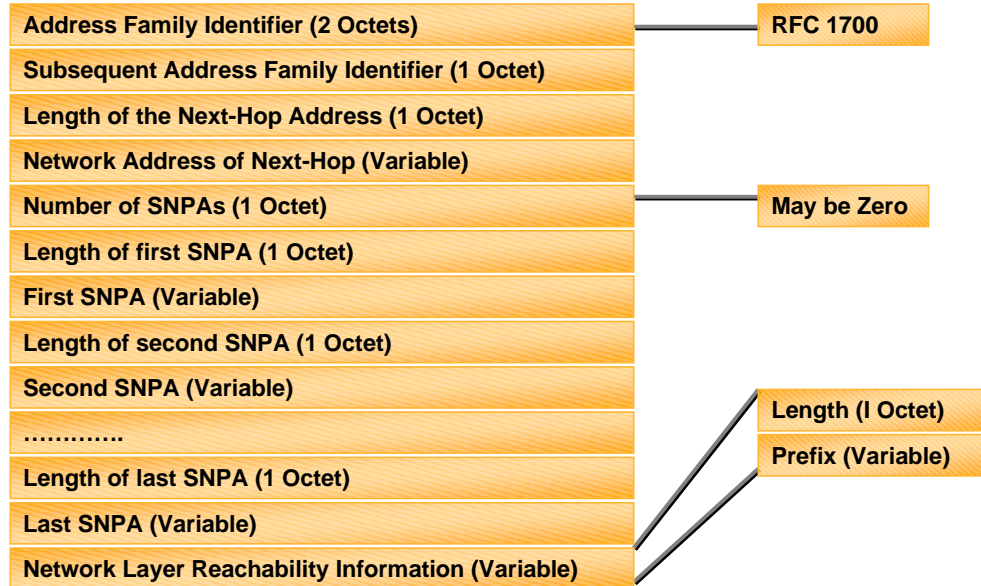 Address Family Identifier (2 Octets)
RFC 1700
Subsequent Address Family Identifier (1 Octet)
Length of the Next-Hop Address (1 Octet)
Network Address of Next-Hop (Variable)
Number of SNPAs (1 Octet)
May be Zero
Length of first SNPA (1 Octet)
First SNPA (Variable)
Length of second SNPA (1 Octet)
Second SNPA (Variable)
………….
Length (I Octet)
Prefix (Variable)
Length of last SNPA (1 Octet)
Last SNPA (Variable)
Network Layer Reachability Information (Variable)